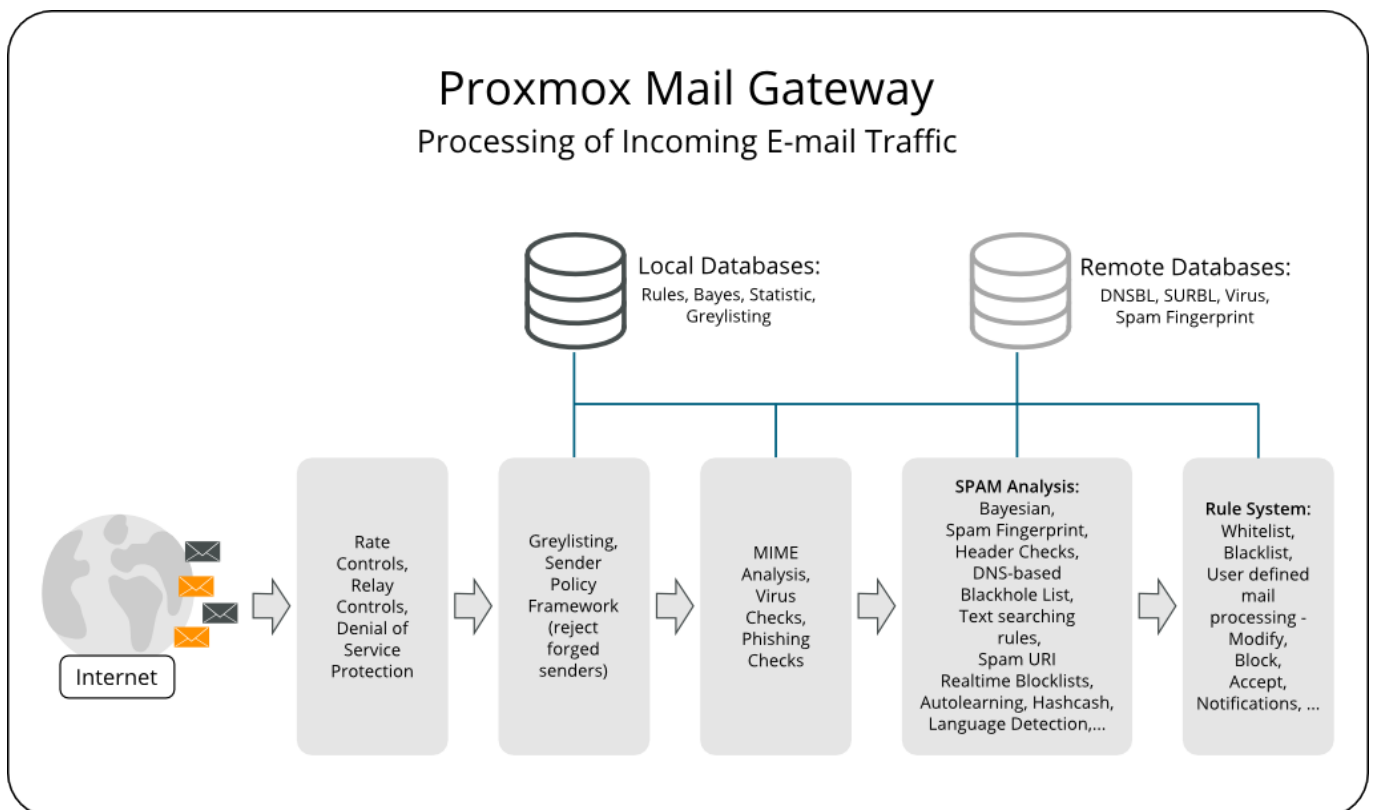 Proxmox Mail Gateway
Processing of Incoming E-mail Traffic
Local Databases:
Rules, Bayes, Statistic,
Greylisting
Remote Databases:
DNSBL, SURBL, Virus,
Spam Fingerprint
Internet
Rate
Controls,
Relay
Controls,
Denial of
Service
Protection
Greylisting,
Sender
Policy
Framework
(reject
forged
senders)
MIME
Analysis,
Virus
Checks,
Phishing
Checks
SPAM Analysis:
Bayesian,
Spam Fingerprint,
Header Checks,
DNS-based
Blackhole List,
Text searching
rules,
Spam URI
Realtime Blocklists,
Autolearning, Hashcash,
Language Detection,...
Rule System:
Whitelist,
Blacklist,
User defined
mail
processing -
Modify,
Block,
Accept,
Notifications, ...